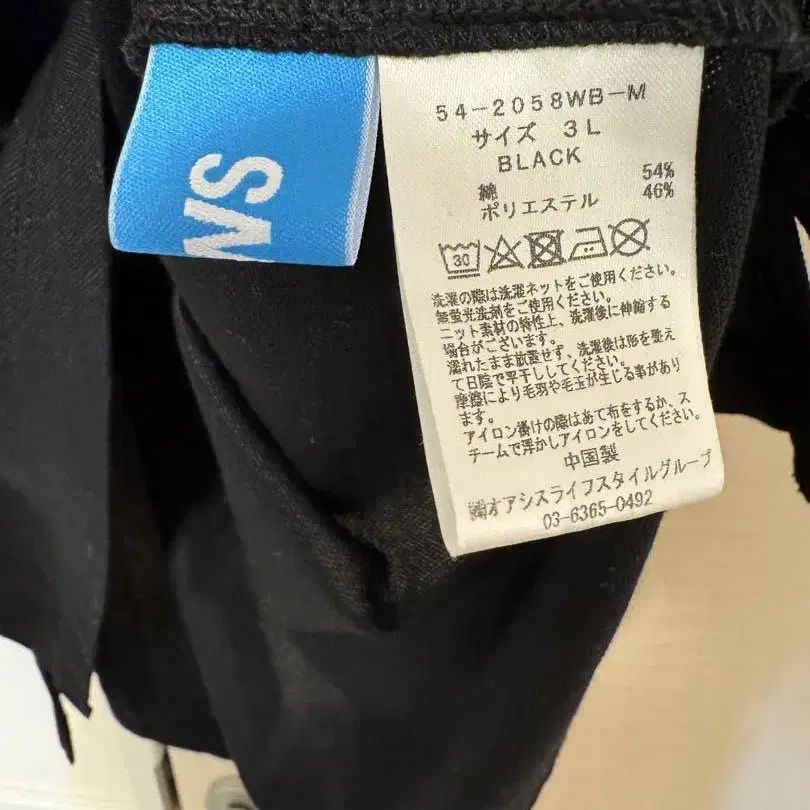 WS
54-2058WB-M
サイズ 3L
BLACK
綿 54%
ポリエステル 46%
30
洗濯の際は洗濯ネットをご使用ください。
無蛍光洗剤をご使用ください。
ニット素材の特性上、洗濯後に伸縮する
場合がございます。
濡れたまま放置せず、洗濯後は形を整え
て日陰で平干ししてください。
摩擦により毛羽や毛玉が生じる事があり
ます。
アイロン掛けの際はあて布をするか、ス
チームで浮かしアイロンをしてください。
中国製
㈱オアシスライフスタイルグループ
03-6365-0492